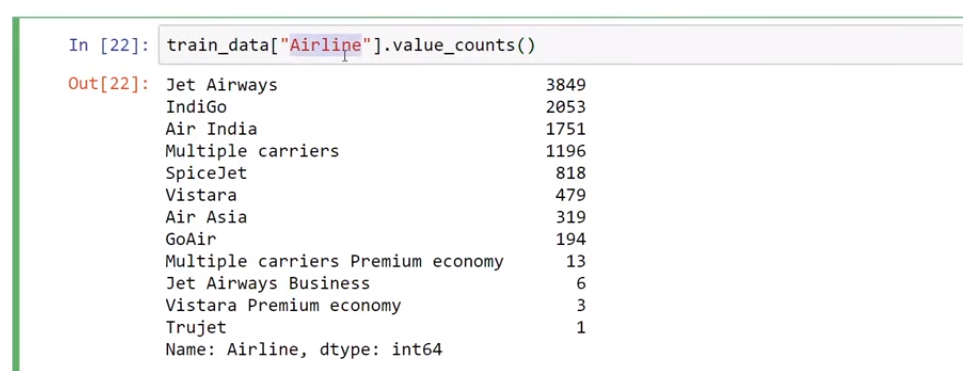 In [22]: train_data["Airline"].value_counts()
Out[22]: Jet Airways 3849
IndiGo 2053
Air India 1751
Multiple carriers 1196
SpiceJet 818
Vistara 479
Air Asia 319
GoAir 194
Multiple carriers Premium economy 13
Jet Airways Business 6
Vistara Premium economy 3
Trujet 1
Name: Airline, dtype: int64